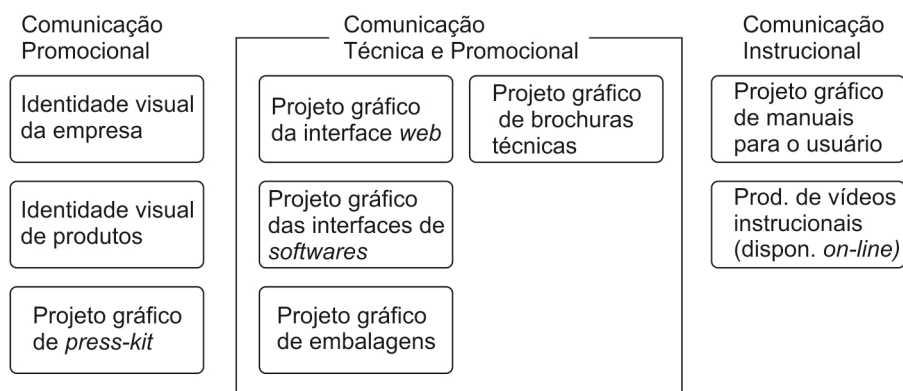 Comunicação
Promocional
Identidade visual
da empresa
Identidade visual
de produtos
Projeto gráfico
de press-kit
Comunicação
Técnica e Promocional
Projeto gráfico
da interface web
Projeto gráfico
das interfaces de
softwares
Projeto gráfico
de embalagens
Projeto gráfico
de brochuras
técnicas
Comunicação
Instrucional
Projeto gráfico
de manuais
para o usuário
Prod. de vídeos
instrucionais
(dispon. on-line)